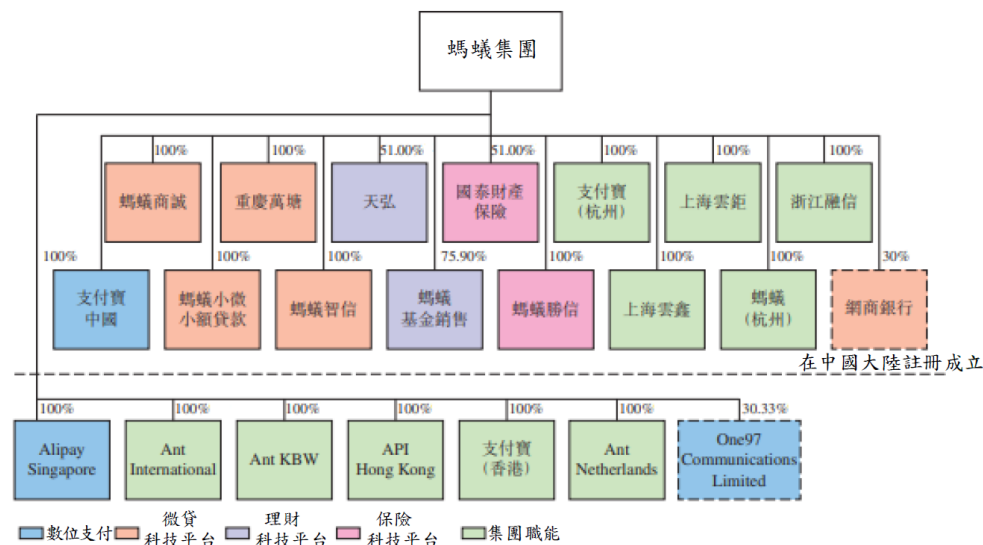 螞蟻集團
100%
100%
51.00%
51.00%
100%
100%
100%
螞蟻商誠
重慶萬塘
天弘
國泰財產
保險
支付寶
(杭州)
上海雲鉅
浙江融信
100%
100%
100%
75.90%
100%
100%
100%
30%
支付寶
中國
螞蟻小微
小額貸款
螞蟻智信
螞蟻
基金銷售
螞蟻勝信
上海雲鑫
螞蟻
(杭州)
網商銀行
在中國大陸註冊成立
100%
100%
100%
100%
100%
100%
30.33%
Alipay
Singapore
Ant
International
Ant KBW
API
Hong Kong
支付寶
(香港)
Ant
Netherlands
One97
Communications
Limited
數位支付
微貸
科技平台
理財
科技平台
保險
科技平台
集團職能